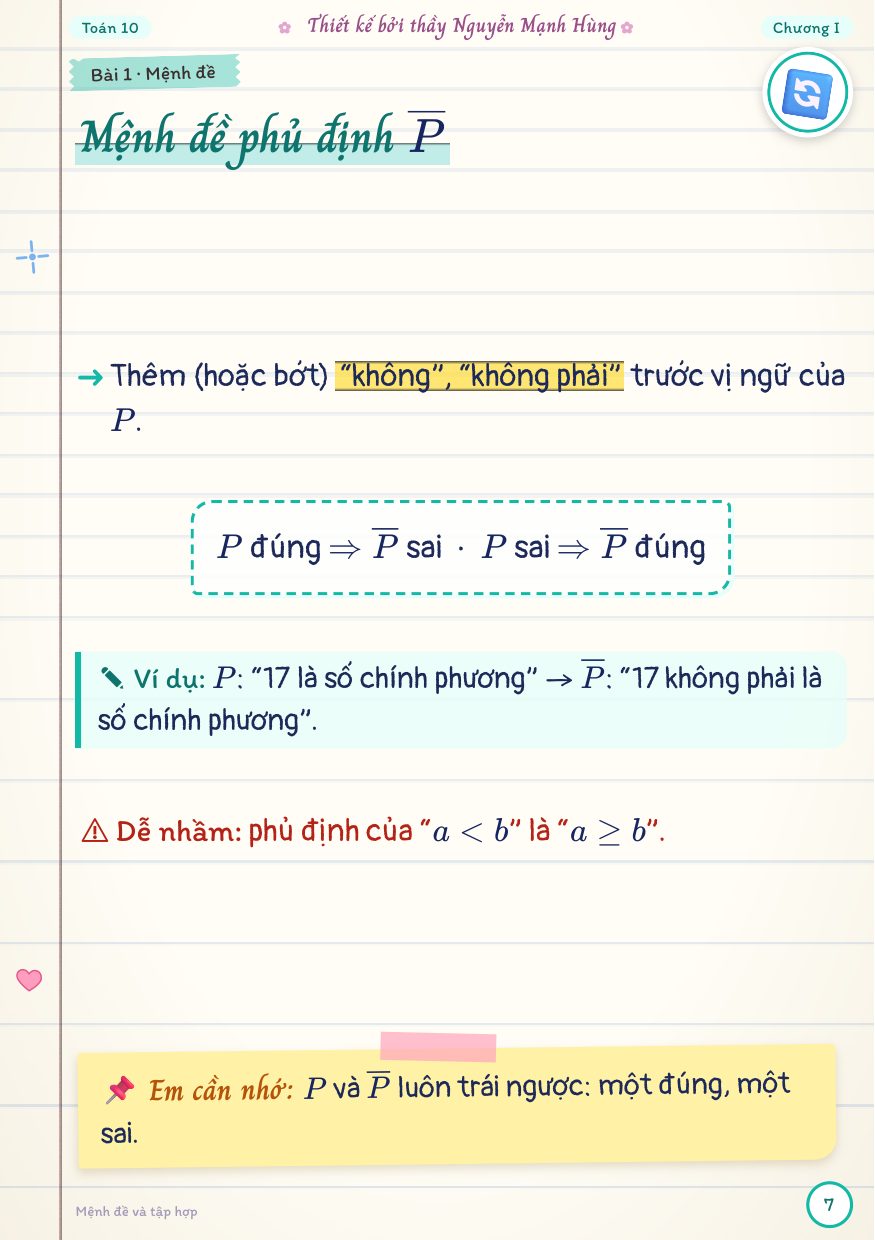 Toán 10
Thiết kế bởi thầy Nguyễn Mạnh Hùng
Chương I
Bài 1 · Mệnh đề
Mệnh đề phủ định P̅
→ Thêm (hoặc bớt) “không”, “không phải” trước vị ngữ của
P.
P đúng ⇒ P̅ sai · P sai ⇒ P̅ đúng
Ví dụ: P: “17 là số chính phương” → P̅: “17 không phải là
số chính phương”.
⚠ Dễ nhầm: phủ định của “a < b” là “a ≥ b”.
Em cần nhớ: P và P̅ luôn trái ngược: một đúng, một
sai.
Mệnh đề và tập hợp
7